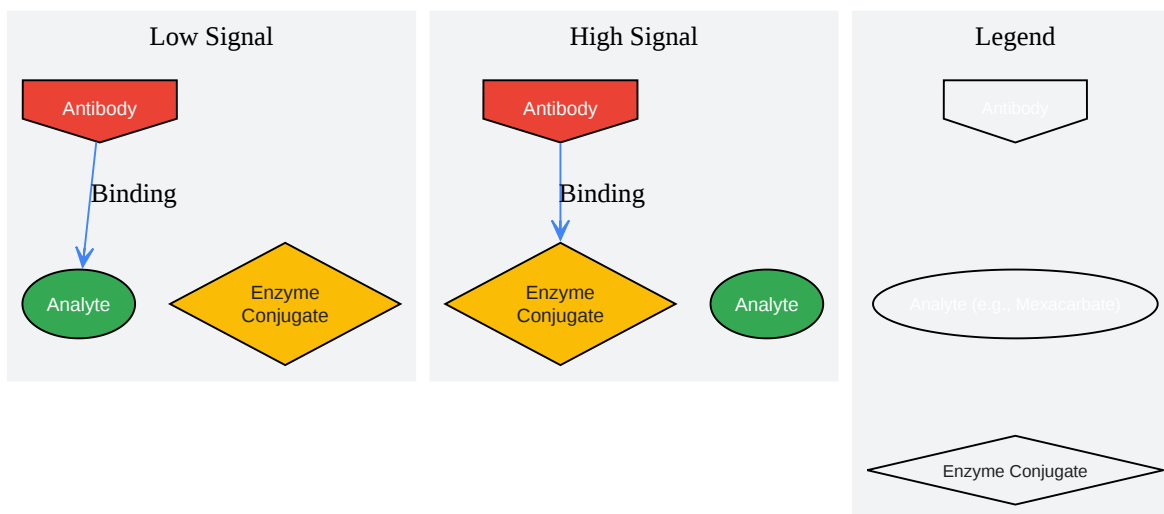 Low Signal
Antibody
Binding
Analyte
Enzyme
Conjugate
High Signal
Antibody
Binding
Enzyme
Conjugate
Analyte
Legend
Antibody
Analyte (e.g., Mexacarbate)
Enzyme Conjugate